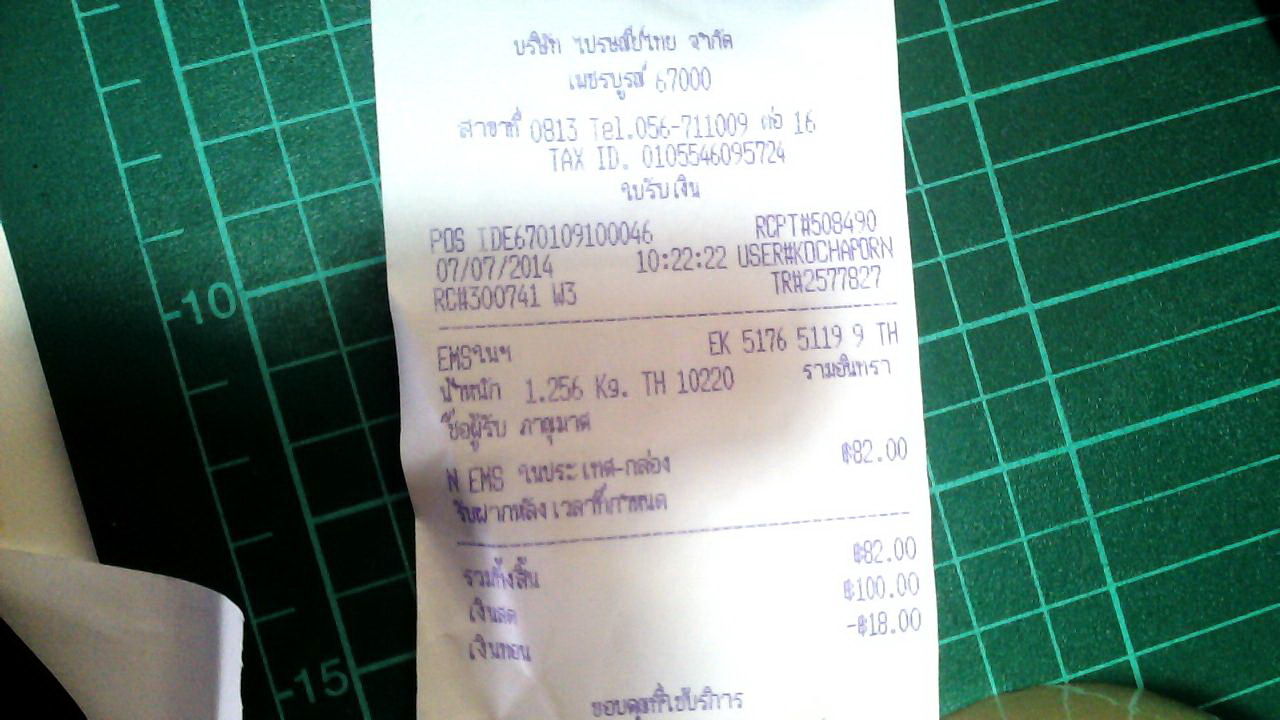 บริษัท ไปรษณีย์ไทย จำกัด
เพชรบูรณ์ 67000
สาขาที่ 0813 Tel.056-711009 ต่อ 16
TAX ID. 0105546095724
ใบรับเงิน
POS IDE670109100046 RCPT#508490
07/07/2014 10:22:22 USER#KOCHAPORN
RC#300741 W3 TR#2577827
EMSในฯ EK 5176 5119 9 TH
น้ำหนัก 1.256 Kg. TH 10220 รามอินทรา
ชื่อผู้รับ ภาณุมาศ
N EMS ในประเทศ-กล่อง ฿82.00
รับฝากหลังเวลาที่กำหนด
รวมทั้งสิ้น ฿82.00
เงินสด ฿100.00
เงินทอน -฿18.00
ขอบคุณที่ใช้บริการ
-10
-15